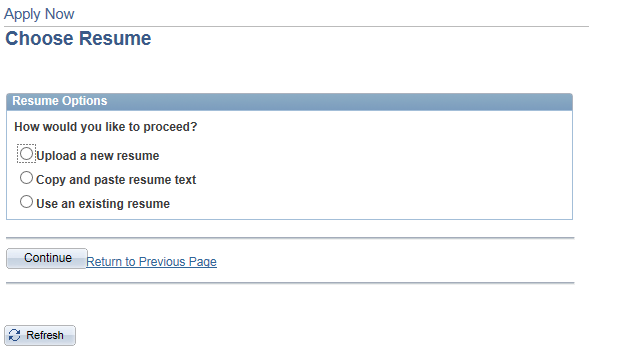 Apply Now
Choose Resume
Resume Options
How would you like to proceed?
Upload a new resume
Copy and paste resume text
Use an existing resume
Continue Return to Previous Page
Refresh